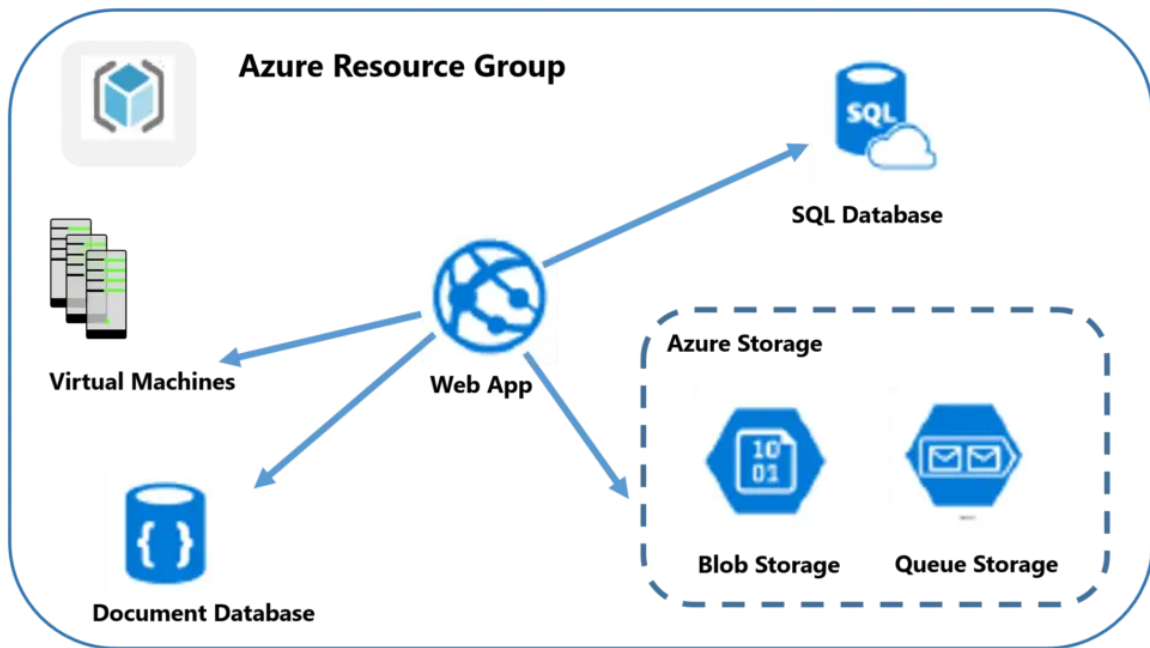 Azure Resource Group
SQL
SQL Database
Virtual Machines
Web App
Azure Storage
10
01
Blob Storage
Queue Storage
{ }
Document Database